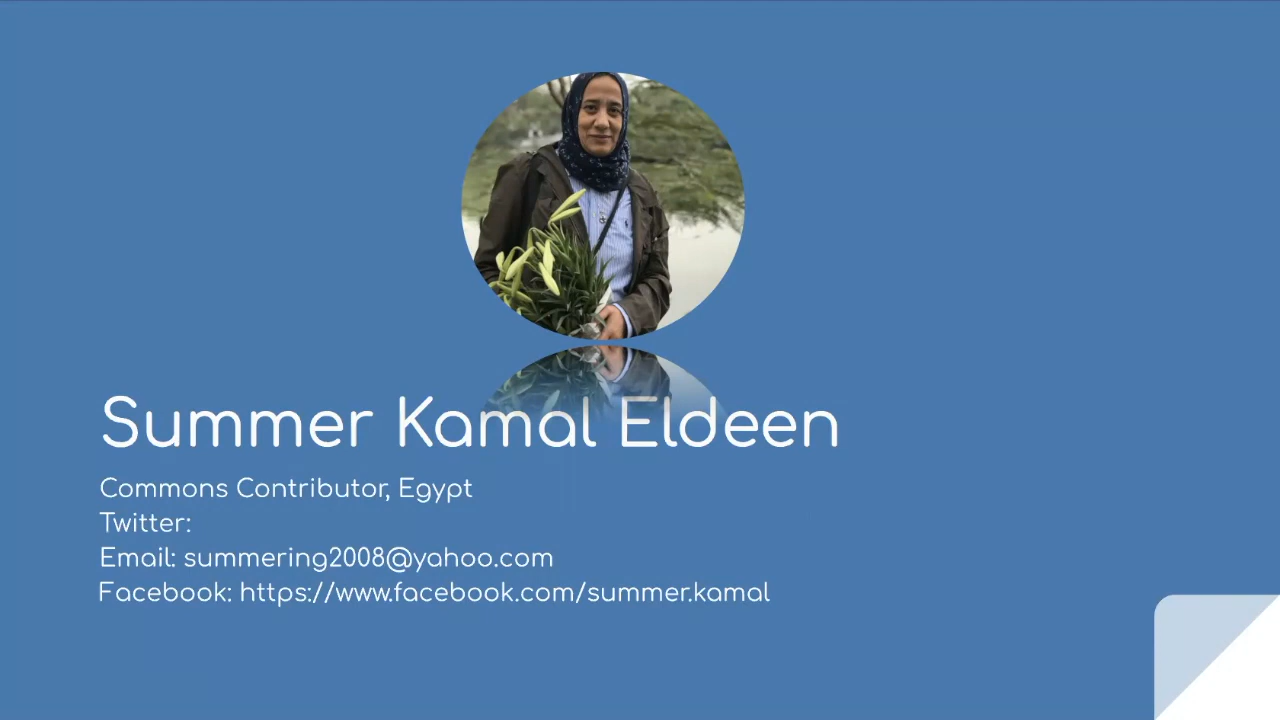 Summer Kamal Eldeen
Commons Contributor, Egypt
Twitter:
Email: summering2008@yahoo.com
Facebook: https://www.facebook.com/summer.kamal